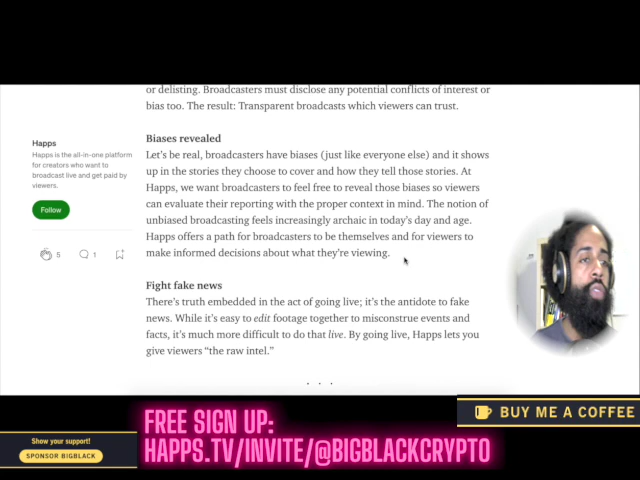 or delisting. Broadcasters must disclose any potential conflicts of interest or
bias too. The result: Transparent broadcasts which viewers can trust.
Happs
Happs is the all-in-one platform
for creators who want to
broadcast live and get paid by
viewers.
Follow
5
1
Biases revealed
Let's be real, broadcasters have biases (just like everyone else) and it shows
up in the stories they choose to cover and how they tell those stories. At
Happs, we want broadcasters to feel free to reveal those biases so viewers
can evaluate their reporting with the proper context in mind. The notion of
unbiased broadcasting feels increasingly archaic in today's day and age.
Happs offers a path for broadcasters to be themselves and for viewers to
make informed decisions about what they're viewing.
Fight fake news
There's truth embedded in the act of going live; it's the antidote to fake
news. While it's easy to edit footage together to misconstrue events and
facts, it's much more difficult to do that live. By going live, Happs lets you
give viewers “the raw intel.”
. . .
BUY ME A COFFEE
FREE SIGN UP:
HAPPS.TV/INVITE/@BIGBLACKCRYPTO
Show your support!
SPONSOR BIGBLACK